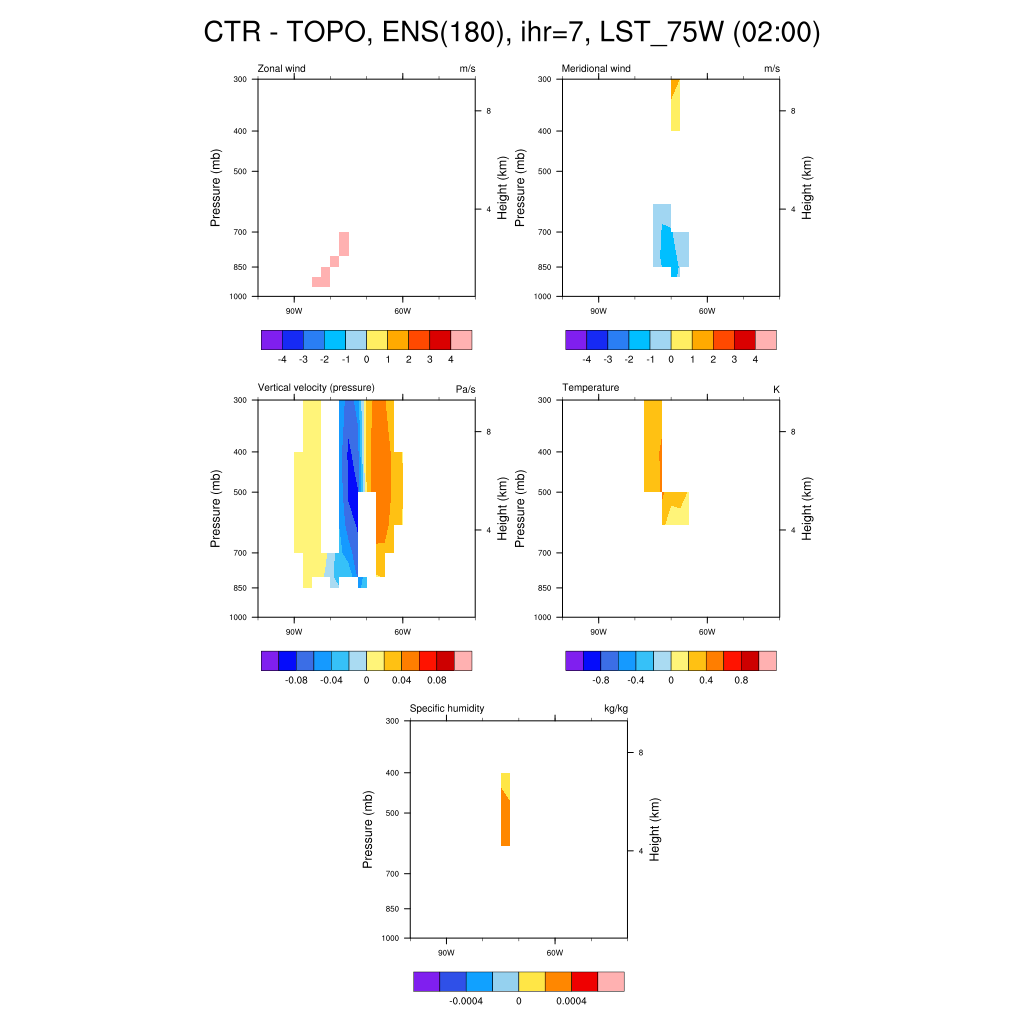 CTR - TOPO, ENS(180), ihr=7, LST_75W (02:00)
Zonal wind m/s
300
400
500
700
850
1000
Pressure (mb)
8
4
Height (km)
90W 60W
-4 -3 -2 -1 0 1 2 3 4
Meridional wind m/s
300
400
500
700
850
1000
Pressure (mb)
8
4
Height (km)
90W 60W
-4 -3 -2 -1 0 1 2 3 4
Vertical velocity (pressure) Pa/s
300
400
500
700
850
1000
Pressure (mb)
8
4
Height (km)
90W 60W
-0.08 -0.04 0 0.04 0.08
Temperature K
300
400
500
700
850
1000
Pressure (mb)
8
4
Height (km)
90W 60W
-0.8 -0.4 0 0.4 0.8
Specific humidity kg/kg
300
400
500
700
850
1000
Pressure (mb)
8
4
Height (km)
90W 60W
-0.0004 0 0.0004